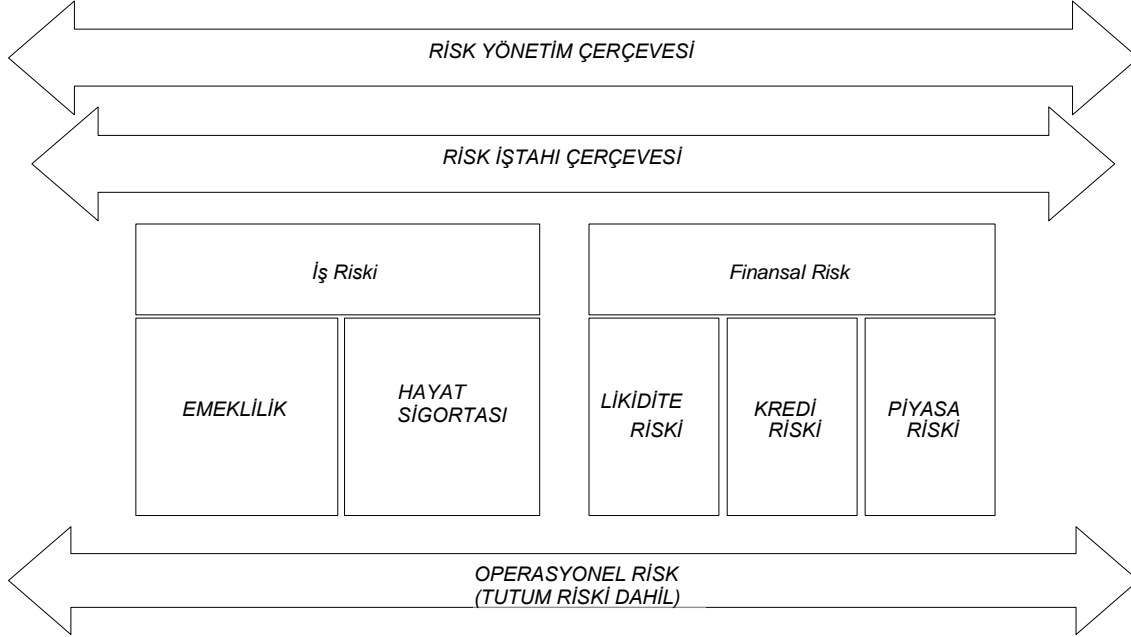 RİSK YÖNETİM ÇERÇEVESİ
RİSK İŞTAHI ÇERÇEVESİ
İş Riski
Finansal Risk
EMEKLİLİK
HAYAT
SİGORTASI
LİKİDİTE
RİSKİ
KREDİ
RİSKİ
PİYASA
RİSKİ
OPERASYONEL RİSK
(TUTUM RİSKİ DAHİL)